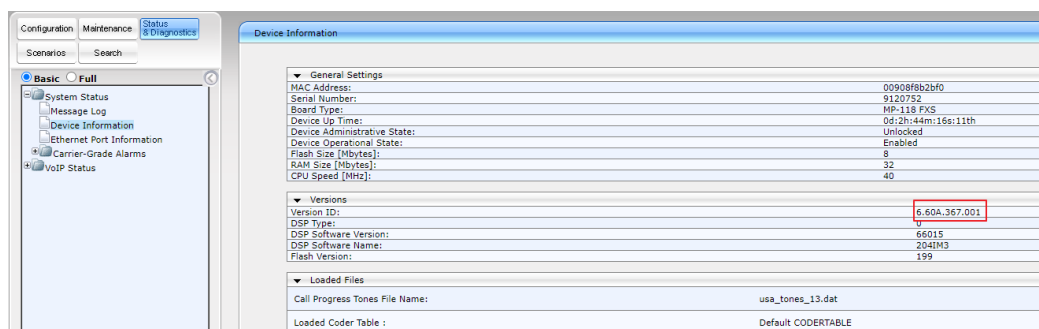 Configuration Maintenance Status & Diagnostics
Scenarios Search
Basic Full
System Status
Message Log
Device Information
Ethernet Port Information
Carrier-Grade Alarms
VoIP Status
Device Information
General Settings
MAC Address: 00908f8b2bf0
Serial Number: 9120752
Board Type: MP-118 FXS
Device Up Time: 0d:2h:44m:16s:11th
Device Administrative State: Unlocked
Device Operational State: Enabled
Flash Size [Mbytes]: 8
RAM Size [Mbytes]: 32
CPU Speed [MHz]: 40
Versions
Version ID: 6.60A.367.001
DSP Type: 0
DSP Software Version: 66015
DSP Software Name: 204IM3
Flash Version: 199
Loaded Files
Call Progress Tones File Name: usa_tones_13.dat
Loaded Coder Table : Default CODERTABLE